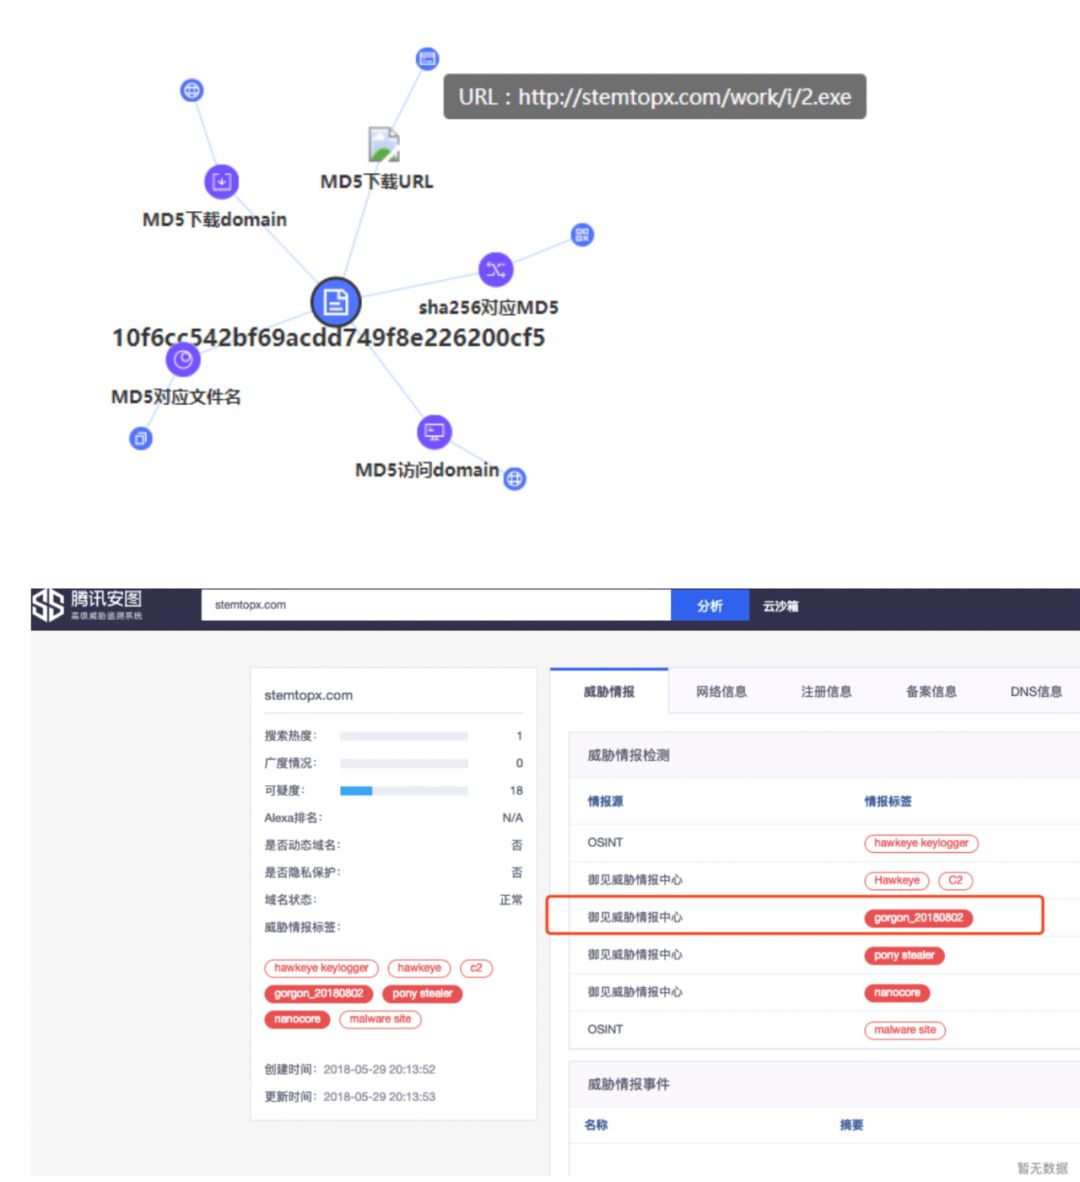 URL：http://stemtopx.com/work/i/2.exe
MD5下载URL
MD5下载domain
sha256对应MD5
10f6cc542bf69acdd749f8e226200cf5
MD5对应文件名
MD5访问domain
腾讯安图
高级威胁追溯系统
stemtopx.com
分析
云沙箱
stemtopx.com
搜索热度： 1
广度情况： 0
可疑度： 18
Alexa排名： N/A
是否动态域名： 否
是否隐私保护： 否
域名状态： 正常
威胁情报标签：
hawkeye keylogger hawkeye c2
gorgon_20180802 pony stealer
nanocore malware site
创建时间：2018-05-29 20:13:52
更新时间：2018-05-29 20:13:53
威胁情报 网络信息 注册信息 备案信息 DNS信息
威胁情报检测
情报源 情报标签
OSINT hawkeye keylogger
御见威胁情报中心 Hawkeye C2
御见威胁情报中心 gorgon_20180802
御见威胁情报中心 pony stealer
御见威胁情报中心 nanocore
OSINT malware site
威胁情报事件
名称 摘要
暂无数据